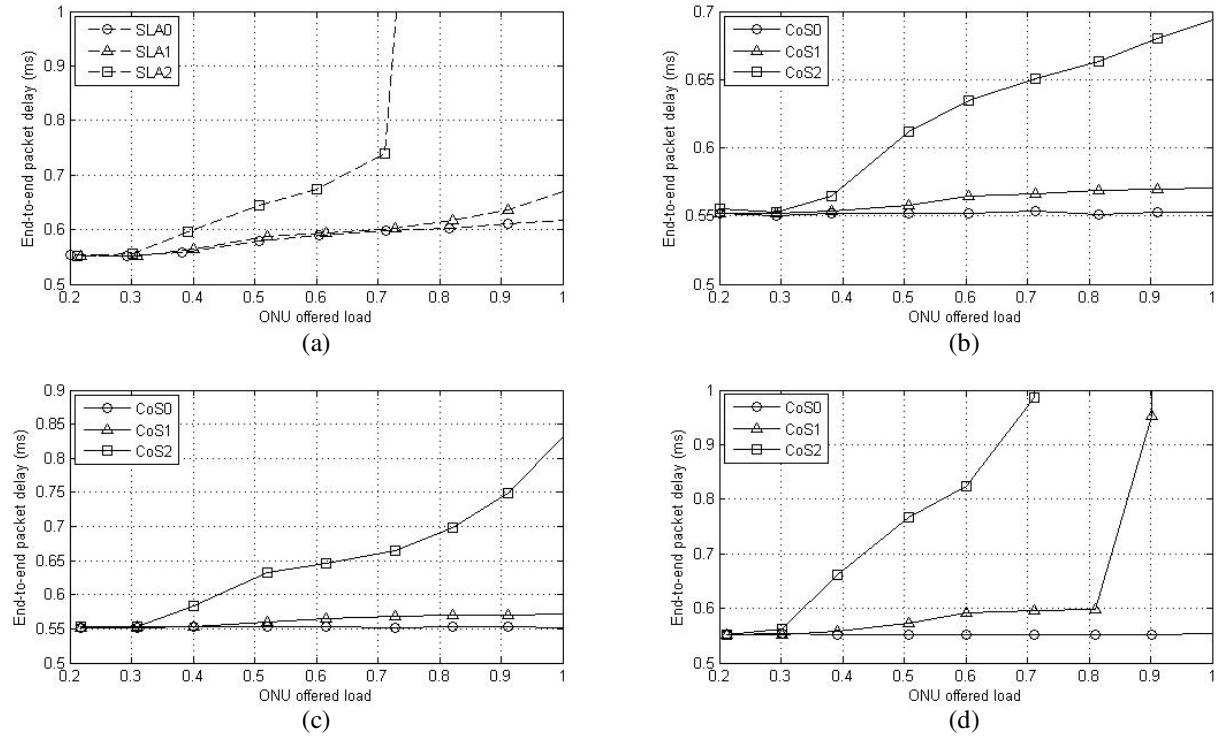 1
0.9
0.8
0.7
0.6
0.5
End-to-end packet delay (ms)
SLA0
SLA1
SLA2
0.2 0.3 0.4 0.5 0.6 0.7 0.8 0.9 1
ONU offered load
(a)
0.7
0.65
0.6
0.55
0.5
End-to-end packet delay (ms)
CoS0
CoS1
CoS2
0.2 0.3 0.4 0.5 0.6 0.7 0.8 0.9 1
ONU offered load
(b)
0.9
0.85
0.8
0.75
0.7
0.65
0.6
0.55
0.5
End-to-end packet delay (ms)
CoS0
CoS1
CoS2
0.2 0.3 0.4 0.5 0.6 0.7 0.8 0.9 1
ONU offered load
(c)
1
0.9
0.8
0.7
0.6
0.5
End-to-end packet delay (ms)
CoS0
CoS1
CoS2
0.2 0.3 0.4 0.5 0.6 0.7 0.8 0.9 1
ONU offered load
(d)